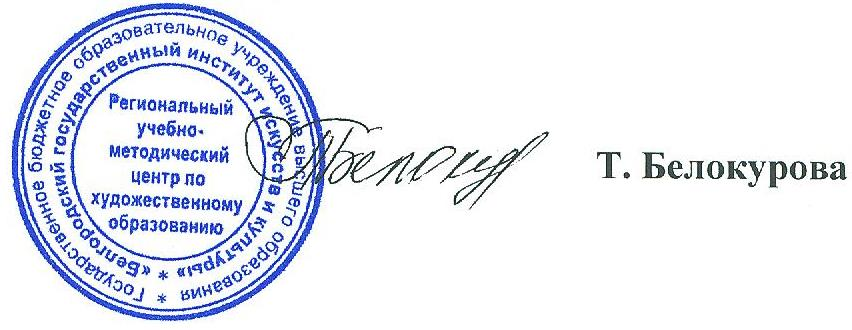 Государственное бюджетное образовательное учреждение высшего образования *
«Белгородский государственный институт искусств и культуры» *
Региональный
учебно-
методический
центр по
художественному
образованию
Т. Белокур
Т. Белокурова